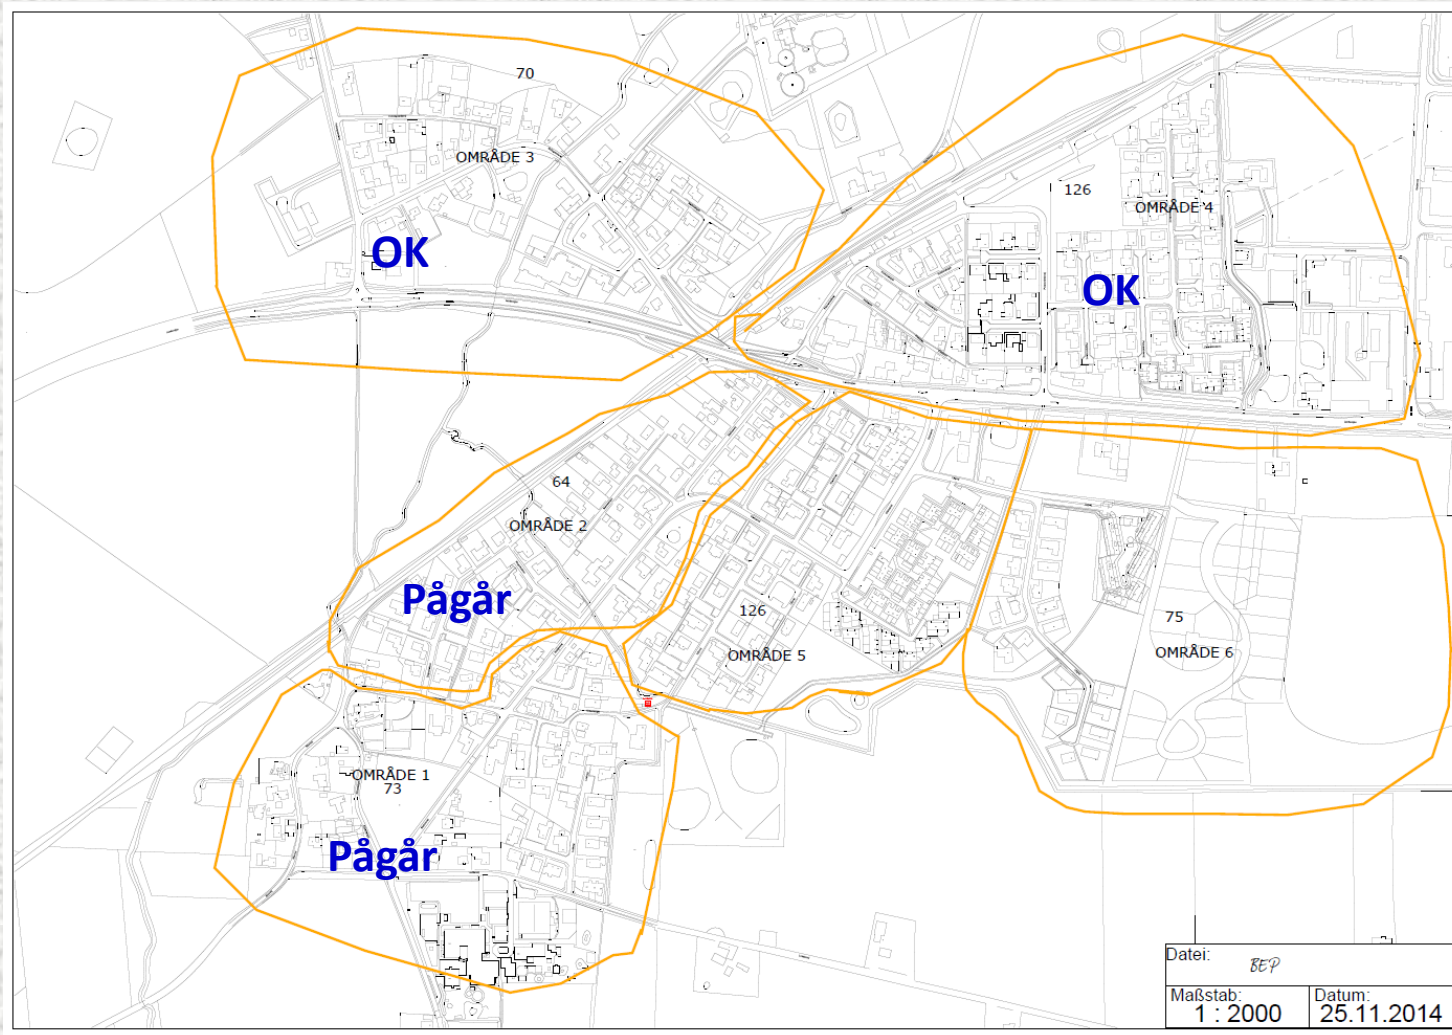 70
OMRÅDE 3
OK
126
OMRÅDE 4
OK
64
OMRÅDE 2
Pågår
126
OMRÅDE 5
75
OMRÅDE 6
OMRÅDE 1
73
Pågår
Datei:
BEP
Maßstab:
1 : 2000
Datum:
25.11.2014